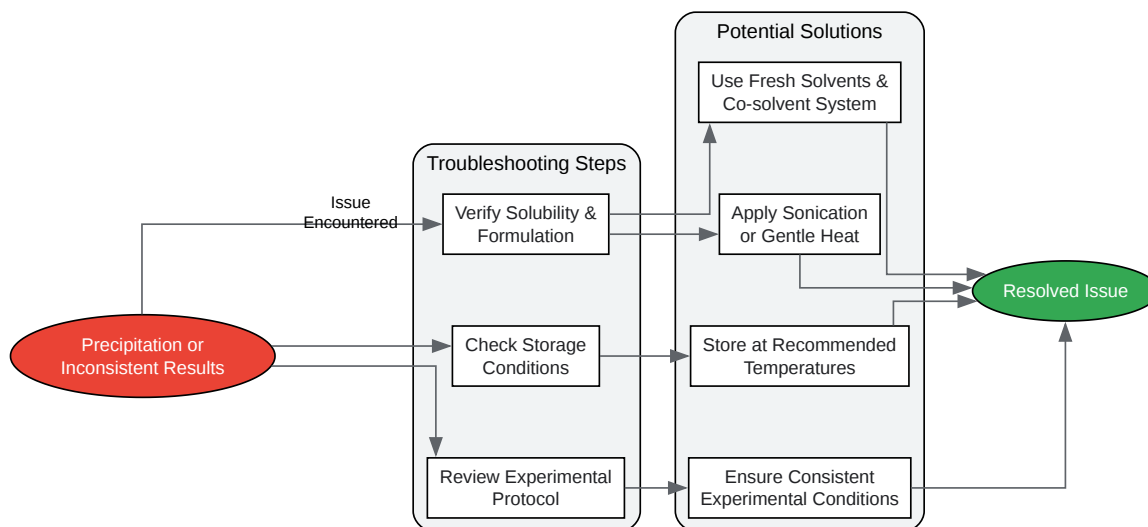 Potential Solutions
Use Fresh Solvents &
Co-solvent System
Troubleshooting Steps
Issue
Encountered
Verify Solubility &
Formulation
Apply Sonication
or Gentle Heat
Resolved Issue
Precipitation or
Inconsistent Results
Check Storage
Conditions
Store at Recommended
Temperatures
Review Experimental
Protocol
Ensure Consistent
Experimental Conditions